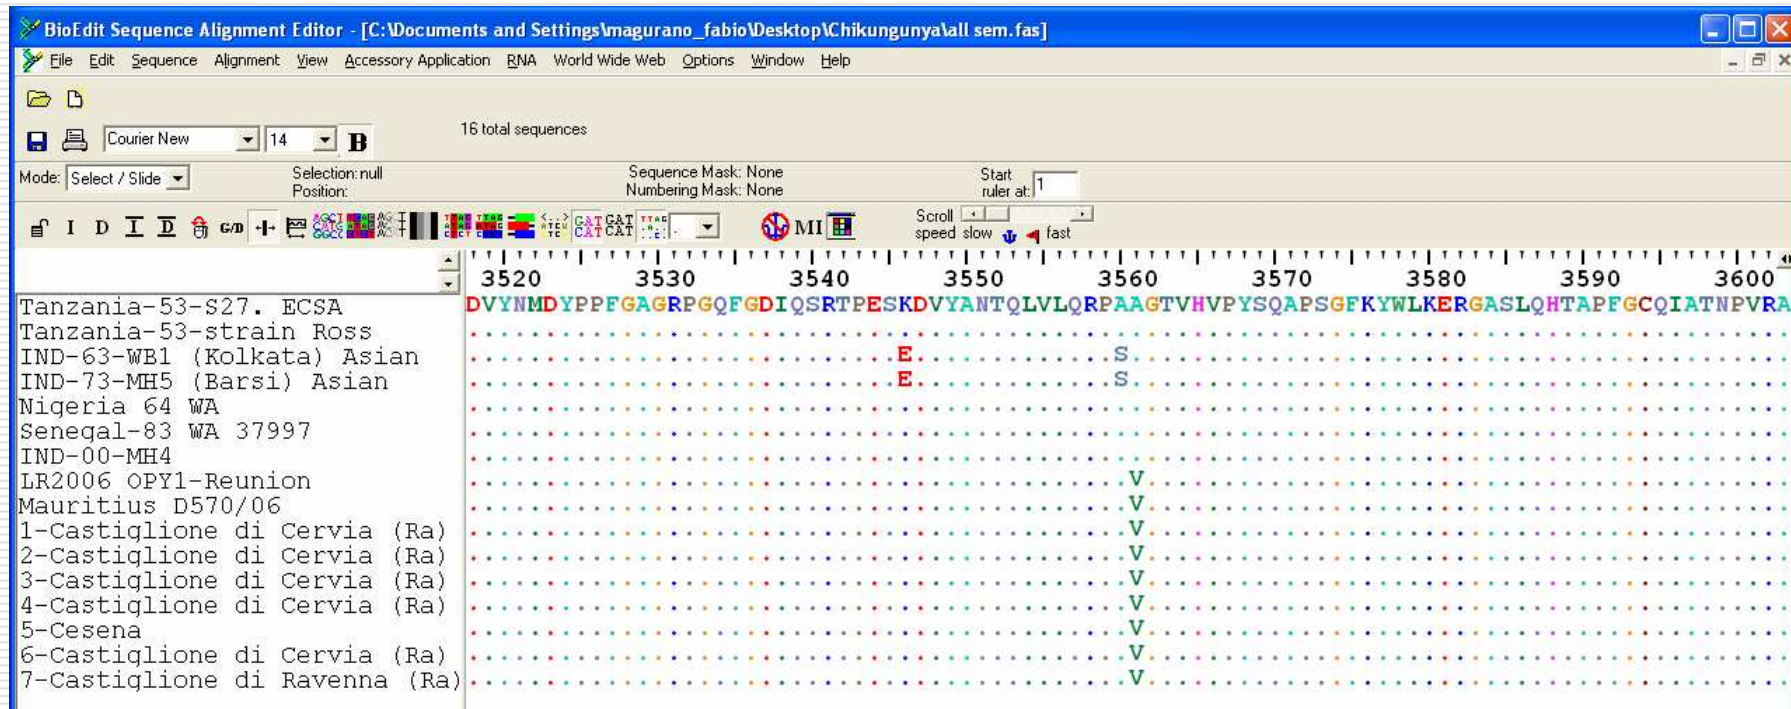 BioEdit Sequence Alignment Editor - [C:\Documents and Settings\magurano_fabio\Desktop\Chikungunya\all sem.fas]
File Edit Sequence Alignment View Accessory Application RNA World Wide Web Options Window Help
Courier New 14 B 16 total sequences
Mode: Select / Slide Selection: null Position: Sequence Mask: None Numbering Mask: None Start ruler at: 1
I D I D G/D MI Scroll speed slow fast
3520 3530 3540 3550 3560 3570 3580 3590 3600
Tanzania-53-S27. ECSA DVYNMDYPPFGAGRPGQFGDIQSRTPESKDVYANTQLVLQRPAAGTVHVPYSQAPSGFKYWLKERGASLQHTAPFGCQIATNPVRA
Tanzania-53-strain Ross
IND-63-WB1 (Kolkata) Asian E S
IND-73-MH5 (Barsi) Asian E S
Nigeria 64 WA
Senegal-83 WA 37997
IND-00-MH4
LR2006 OPY1-Reunion V
Mauritius D570/06 V
1-Castiglione di Cervia (Ra) V
2-Castiglione di Cervia (Ra) V
3-Castiglione di Cervia (Ra) V
4-Castiglione di Cervia (Ra) V
5-Cesena V
6-Castiglione di Cervia (Ra) V
7-Castiglione di Ravenna (Ra) V